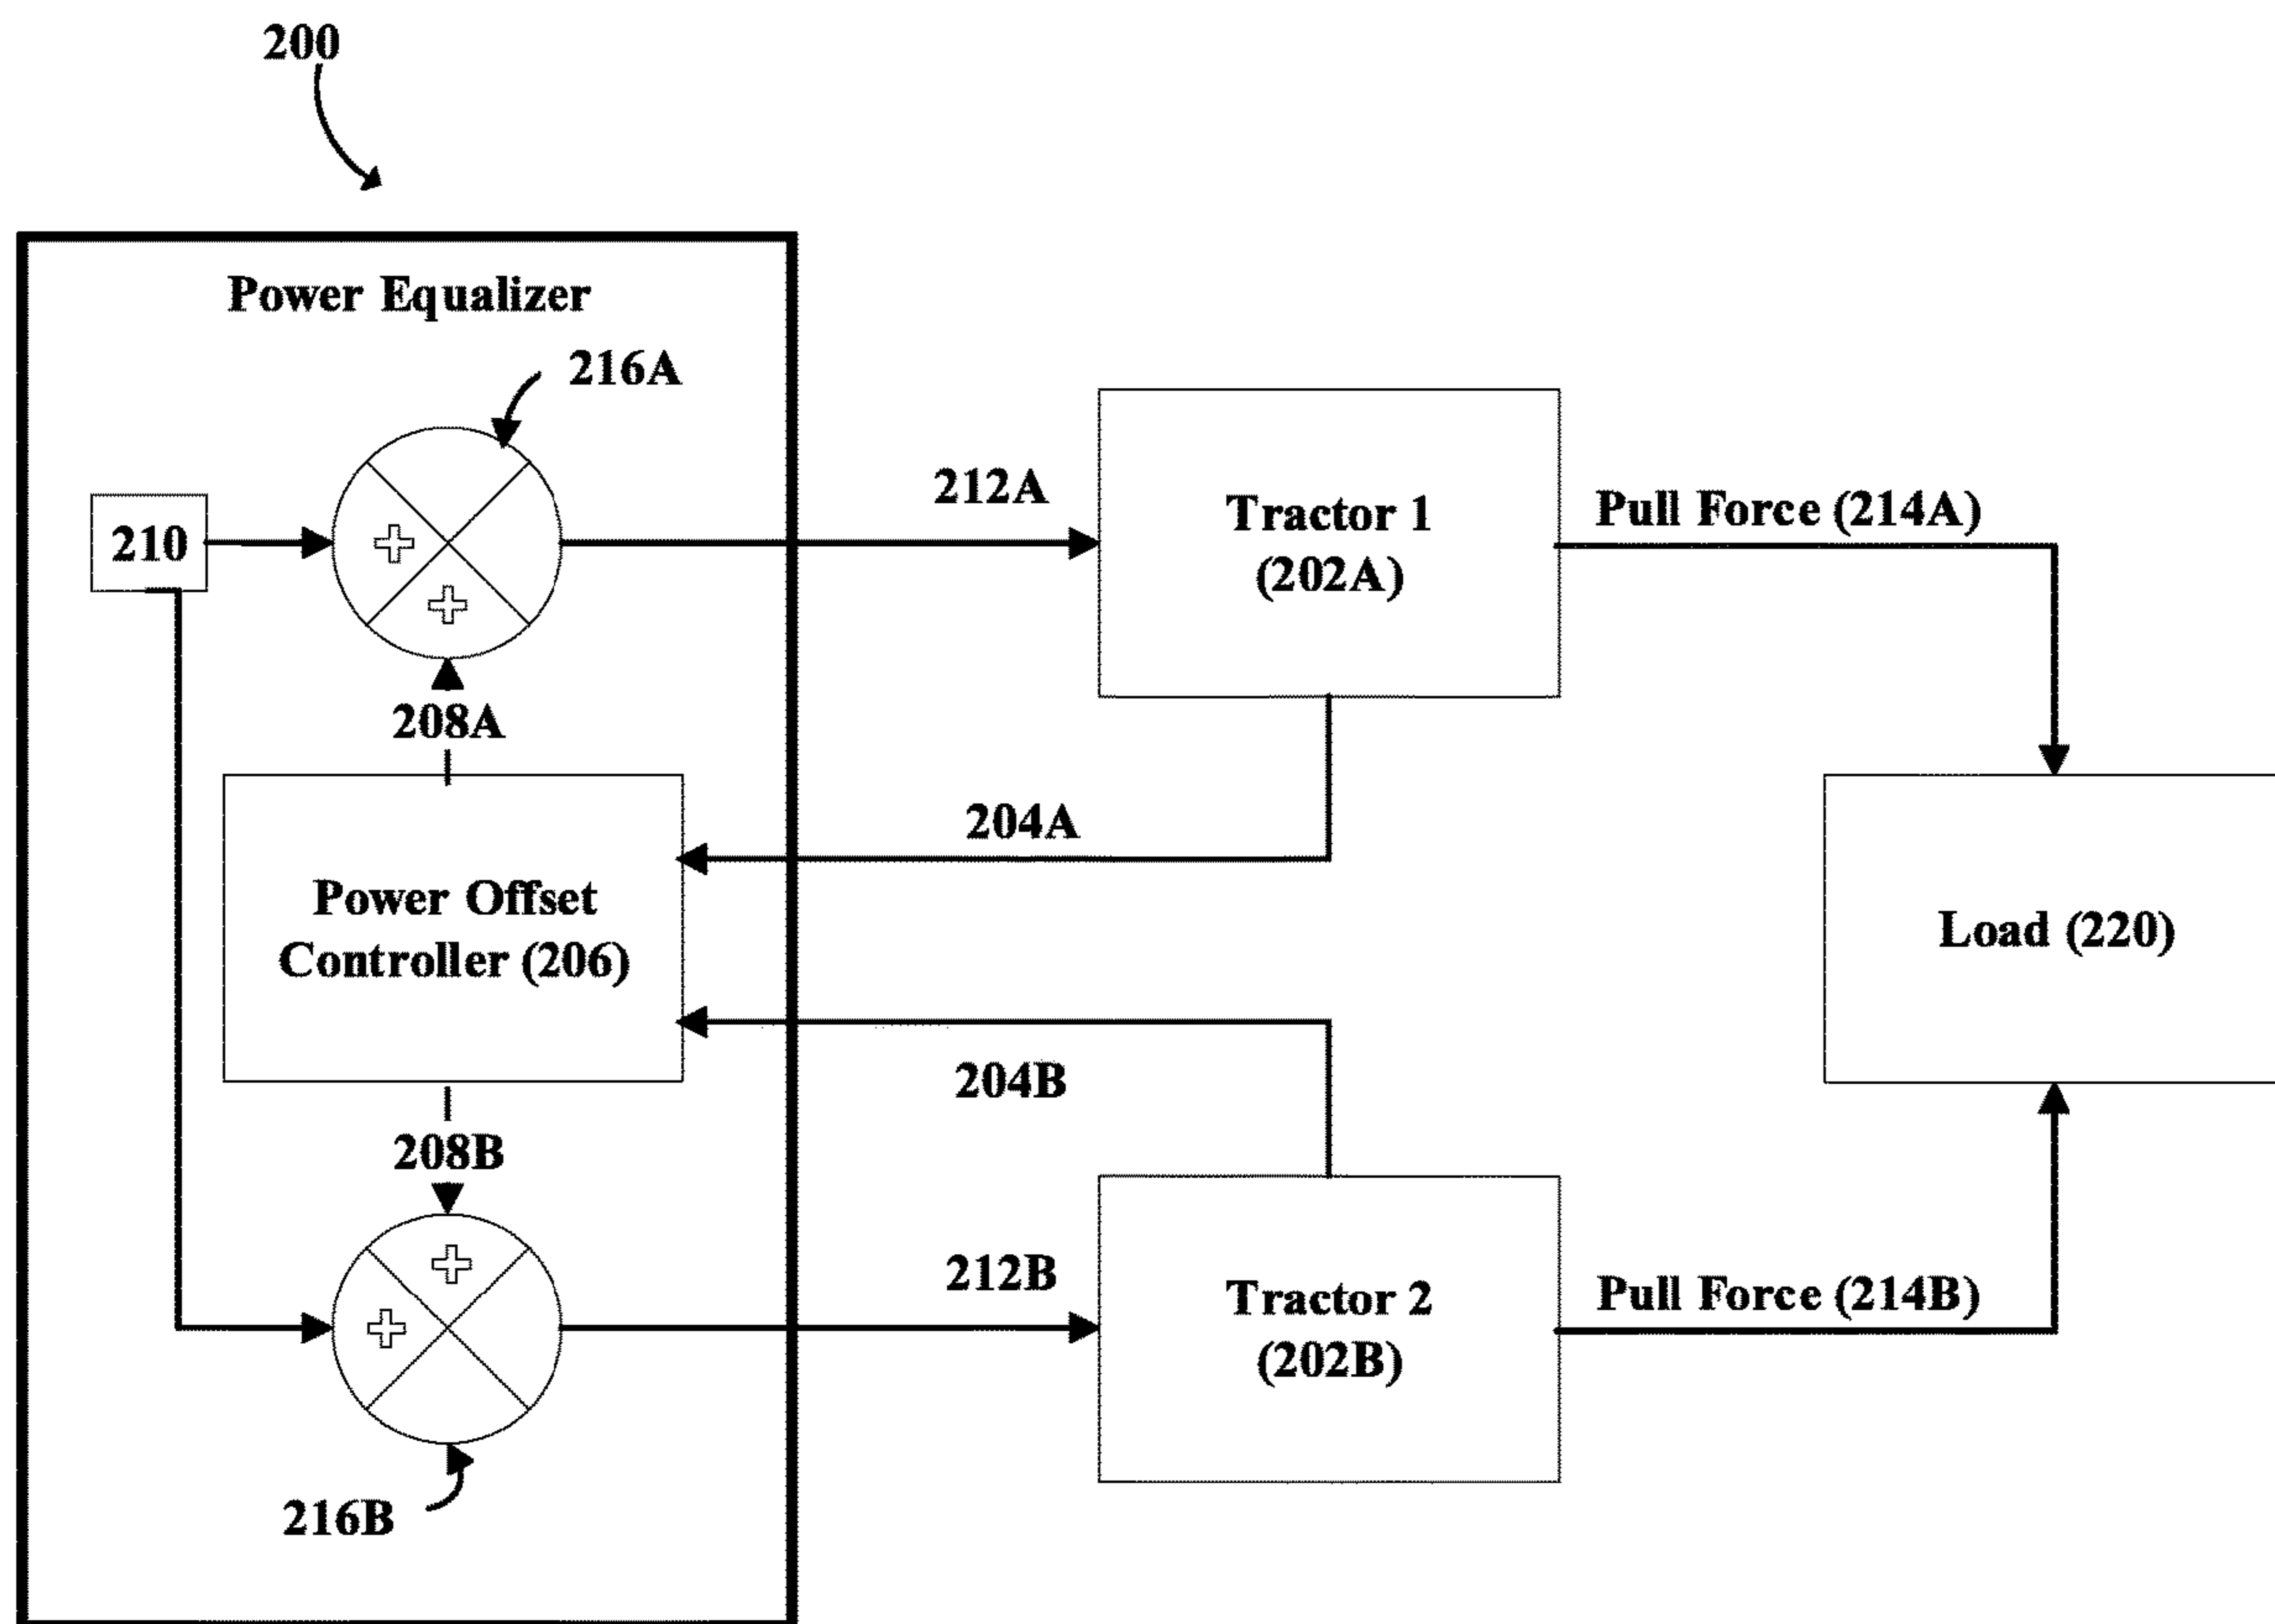 200
Power Equalizer
216A
210
212A
Tractor 1
(202A)
Pull Force (214A)
208A
204A
Power Offset
Controller (206)
Load (220)
204B
208B
212B
Tractor 2
(202B)
Pull Force (214B)
216B